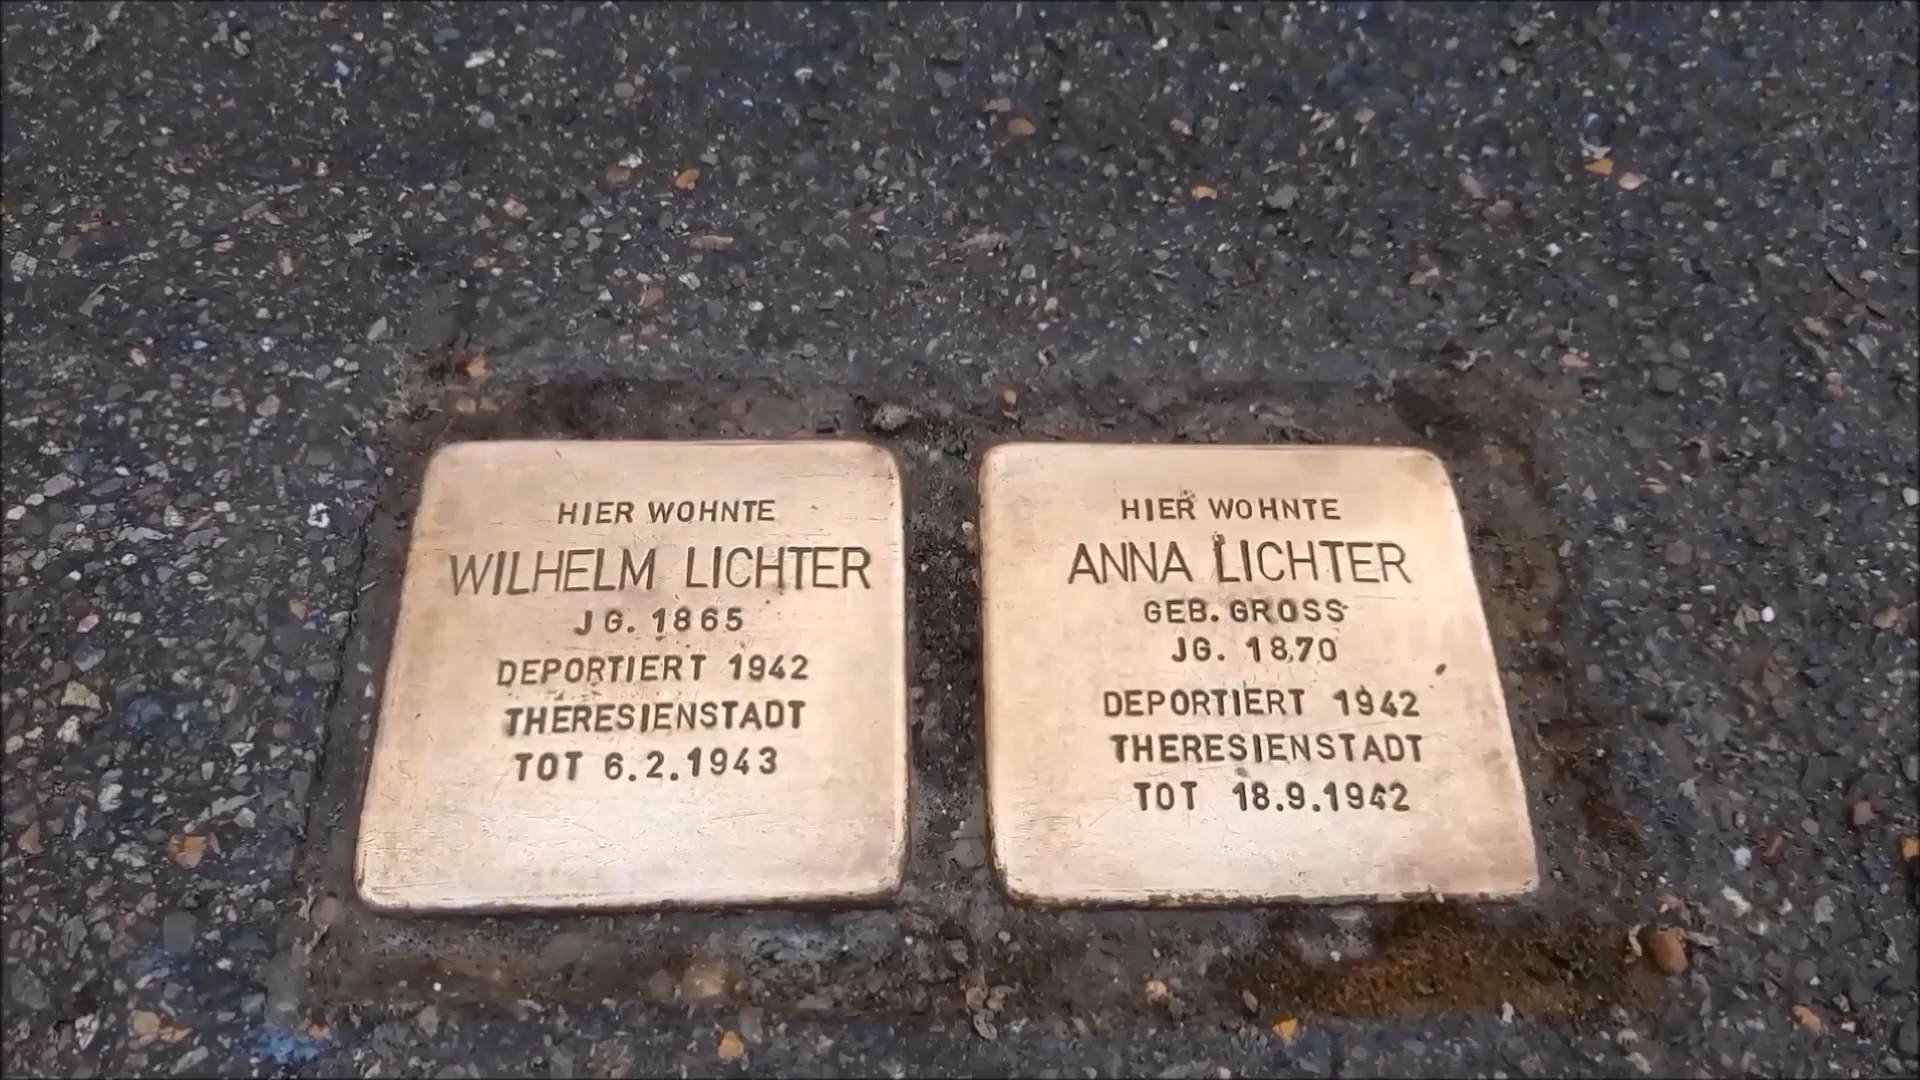 HIER WOHNTE
WILHELM LICHTER
JG. 1865
DEPORTIERT 1942
THERESIENSTADT
TOT 6.2.1943
HIER WOHNTE
ANNA LICHTER
GEB. GROSS
JG. 1870
DEPORTIERT 1942
THERESIENSTADT
TOT 18.9.1942